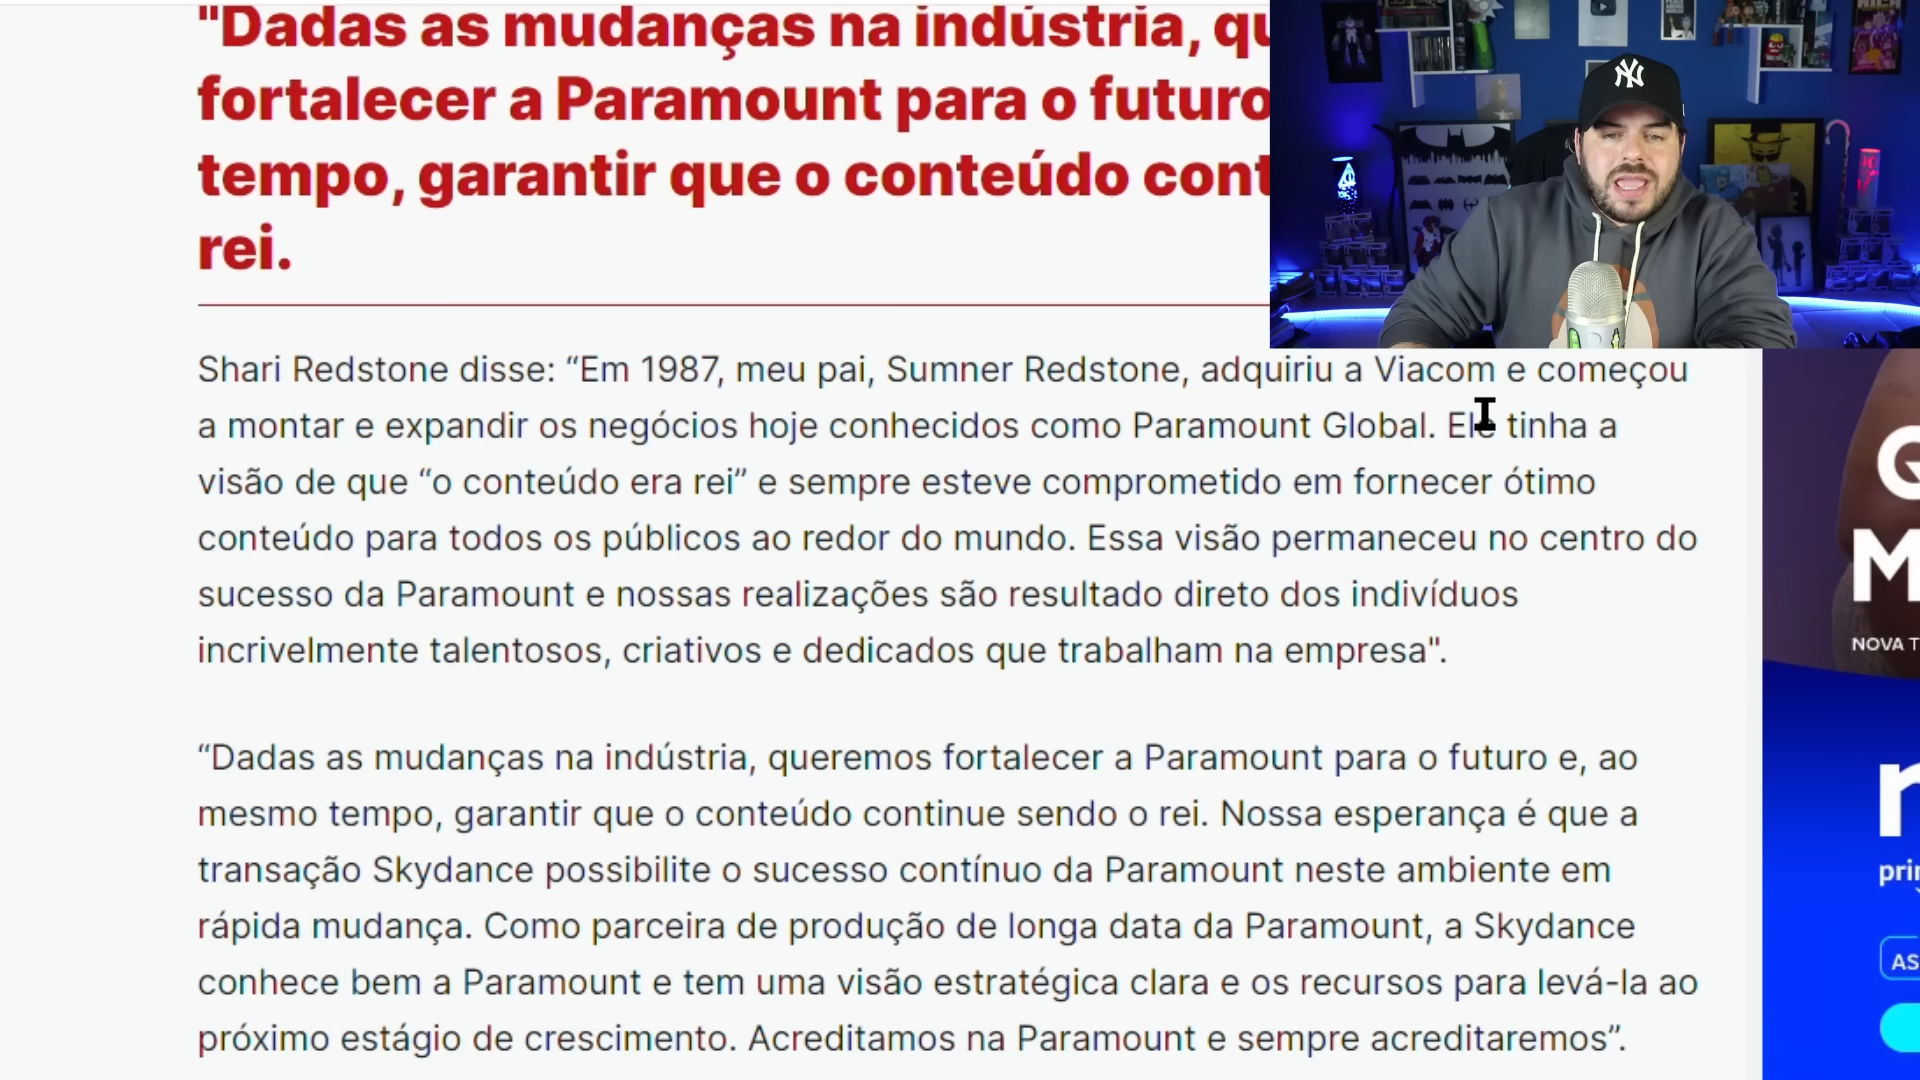 "Dadas as mudanças na indústria, qu
fortalecer a Paramount para o futuro
tempo, garantir que o conteúdo cont
rei.
Shari Redstone disse: “Em 1987, meu pai, Sumner Redstone, adquiriu a Viacom e começou
a montar e expandir os negócios hoje conhecidos como Paramount Global. Ele tinha a
visão de que “o conteúdo era rei” e sempre esteve comprometido em fornecer ótimo
conteúdo para todos os públicos ao redor do mundo. Essa visão permaneceu no centro do
sucesso da Paramount e nossas realizações são resultado direto dos indivíduos
incrivelmente talentosos, criativos e dedicados que trabalham na empresa".
“Dadas as mudanças na indústria, queremos fortalecer a Paramount para o futuro e, ao
mesmo tempo, garantir que o conteúdo continue sendo o rei. Nossa esperança é que a
transação Skydance possibilite o sucesso contínuo da Paramount neste ambiente em
rápida mudança. Como parceira de produção de longa data da Paramount, a Skydance
conhece bem a Paramount e tem uma visão estratégica clara e os recursos para levá-la ao
próximo estágio de crescimento. Acreditamos na Paramount e sempre acreditaremos”.
NY
M
NOVA T
pri
AS